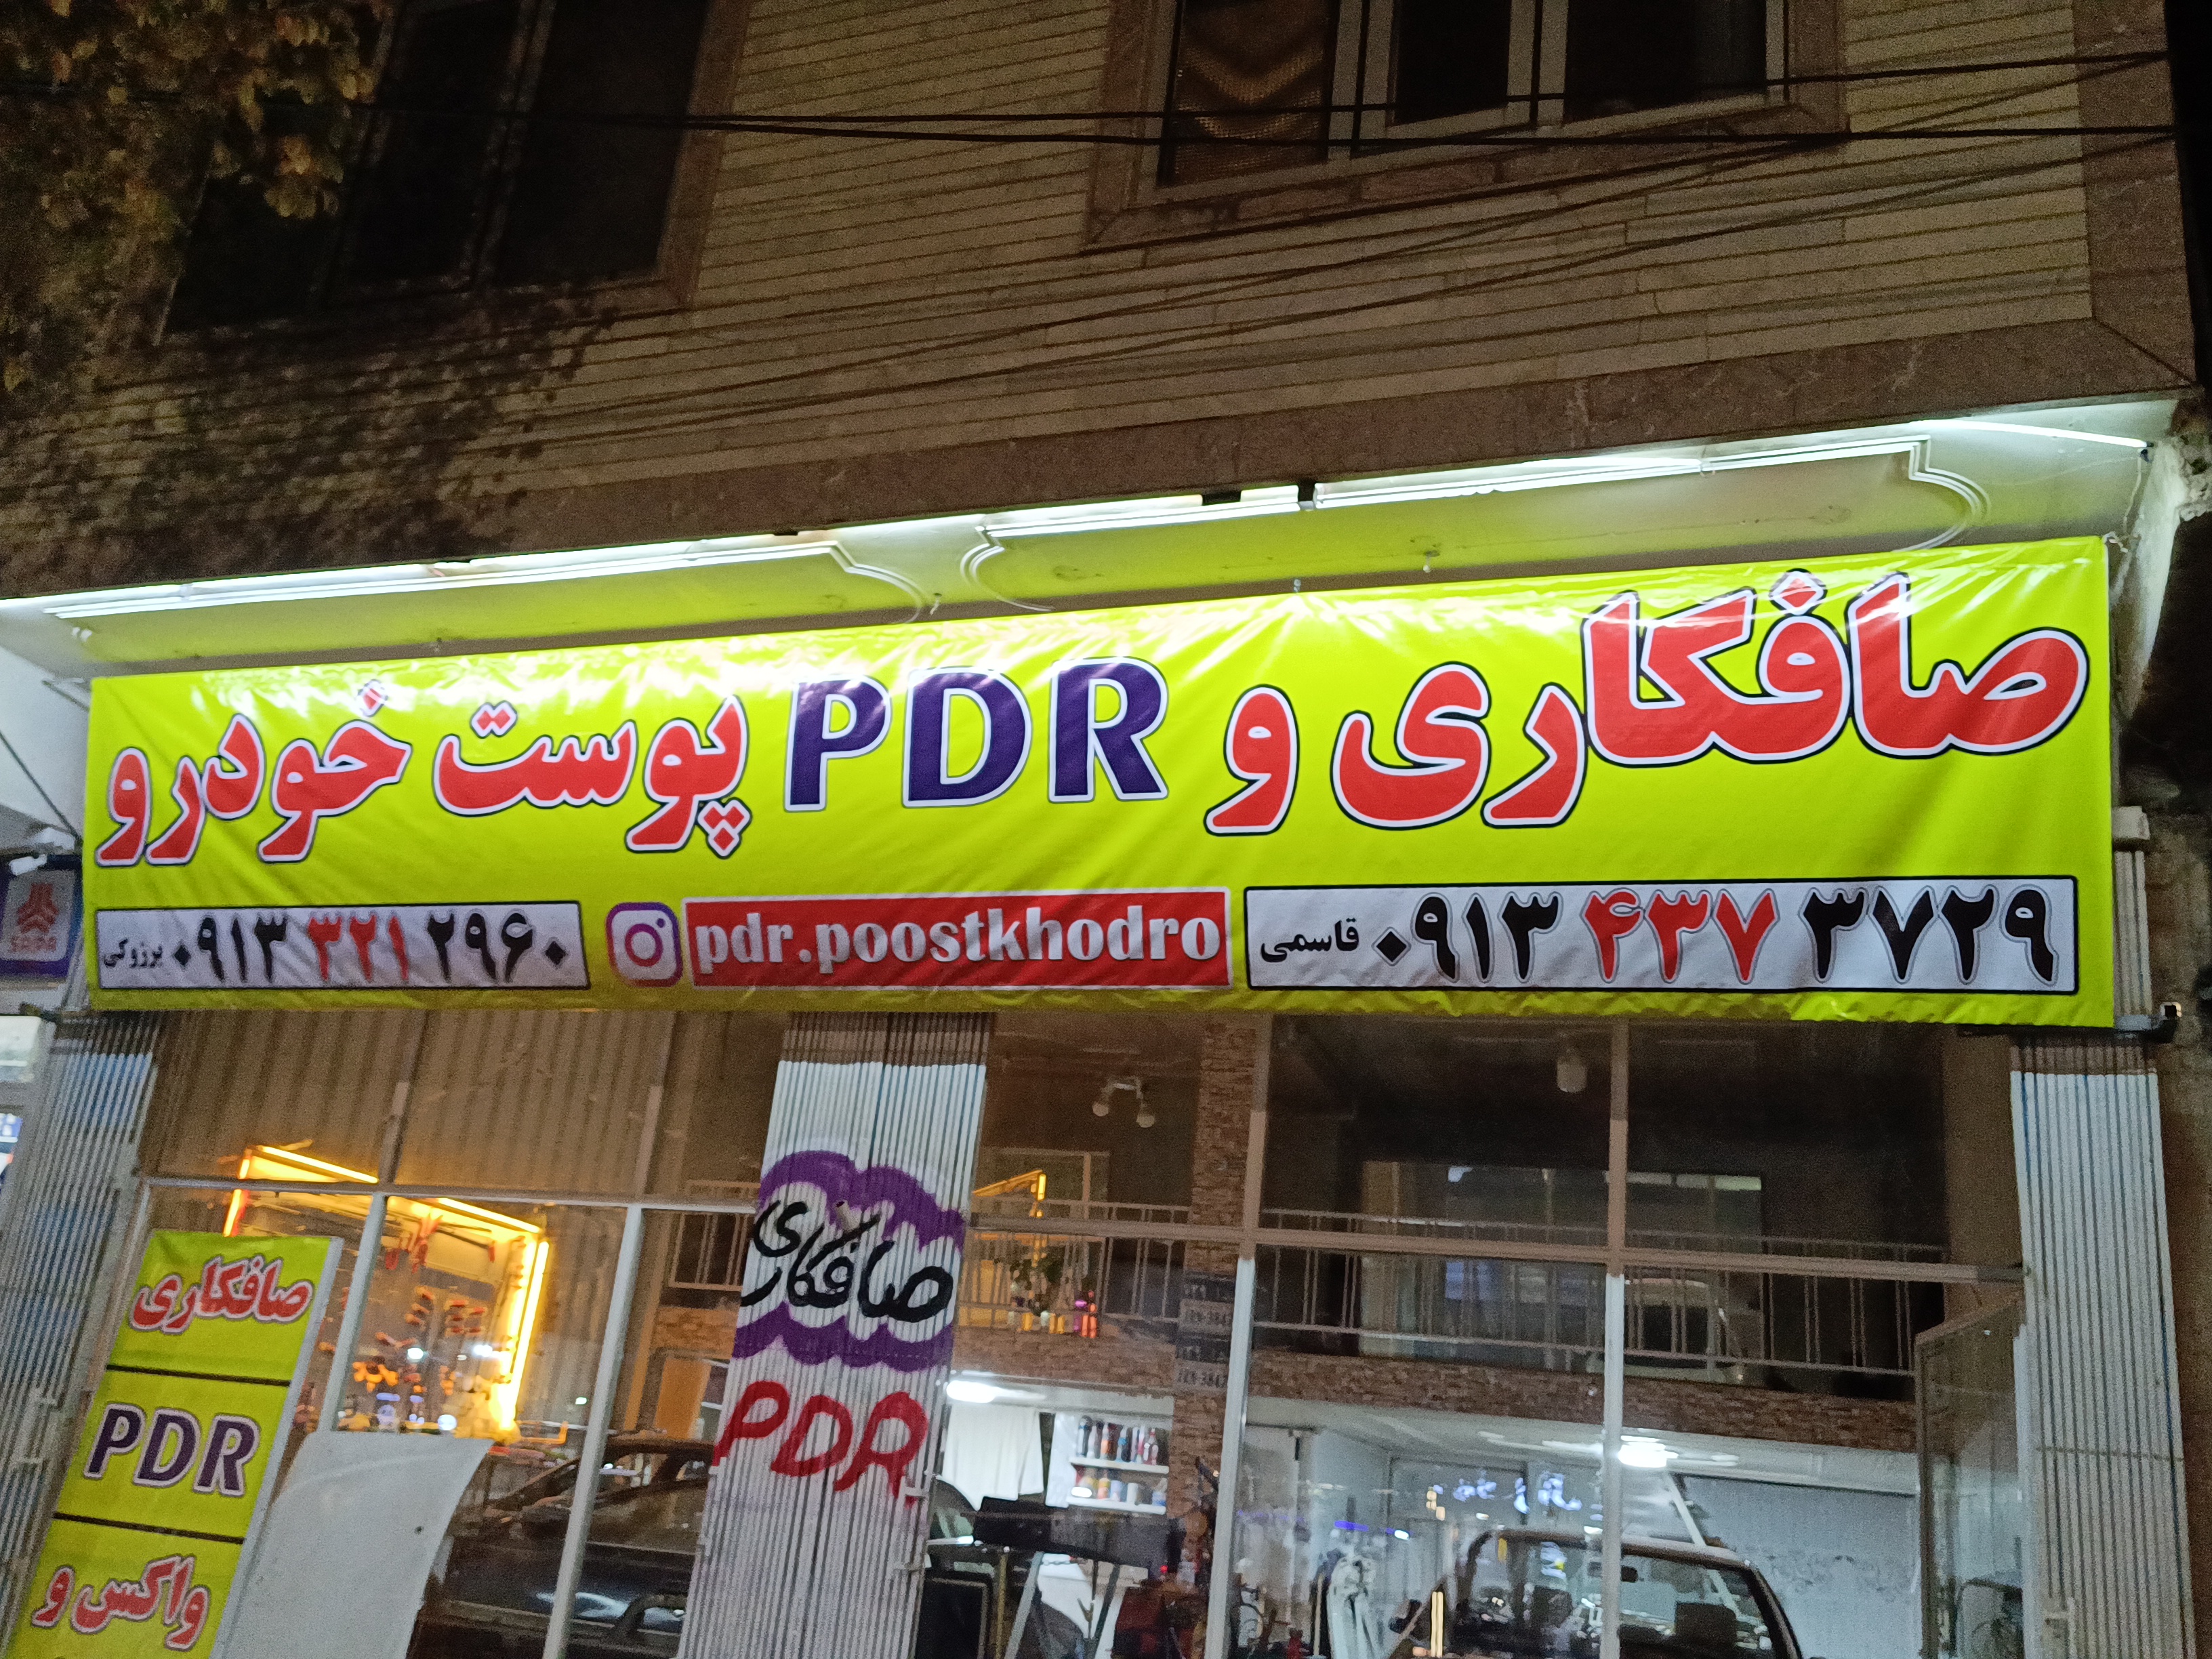 صافکاری و PDR پوست خودرو
۰۹۱۳ ۴۳۷ ۳۷۲۹ قاسمی
pdr.poostkhodro
۰۹۱۳ ۳۲۱ ۲۹۶۰ برزوکی
SAIPA
صافکاری
PDR
صافکاری
PDR
واکس و